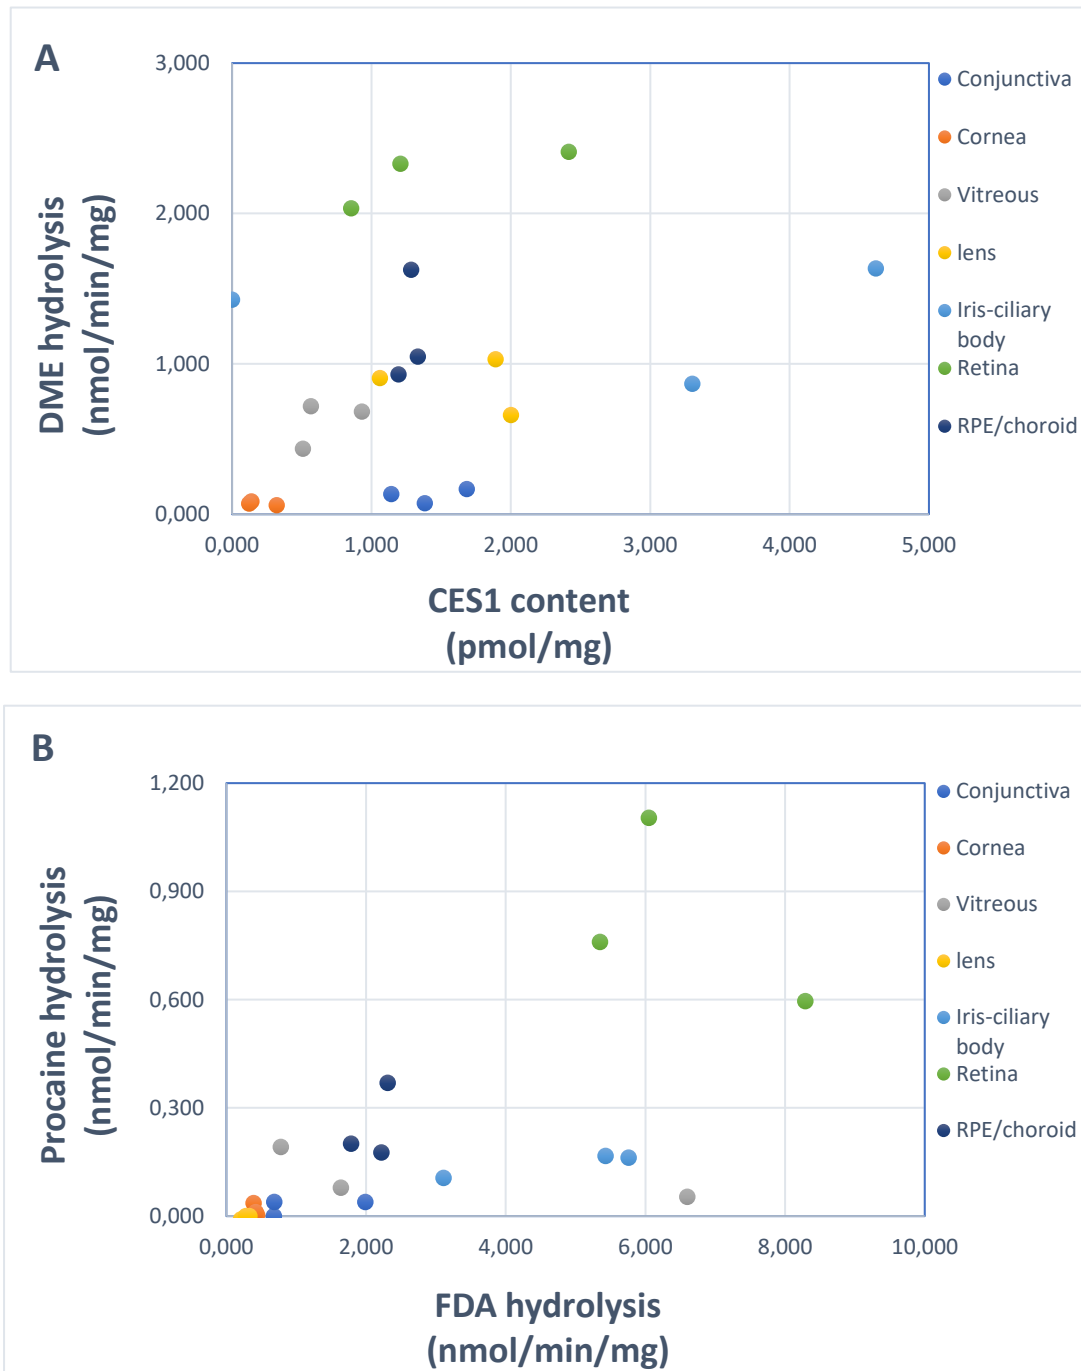 A
3,000
2,000
1,000
0,000
DME hydrolysis
(nmol/min/mg)
0,000 1,000 2,000 3,000 4,000 5,000
CES1 content
(pmol/mg)
Conjunctiva
Cornea
Vitreous
lens
Iris-ciliary
body
Retina
RPE/choroid
B
1,200
0,900
0,600
0,300
0,000
Procaine hydrolysis
(nmol/min/mg)
0,000 2,000 4,000 6,000 8,000 10,000
FDA hydrolysis
(nmol/min/mg)
Conjunctiva
Cornea
Vitreous
lens
Iris-ciliary
body
Retina
RPE/choroid